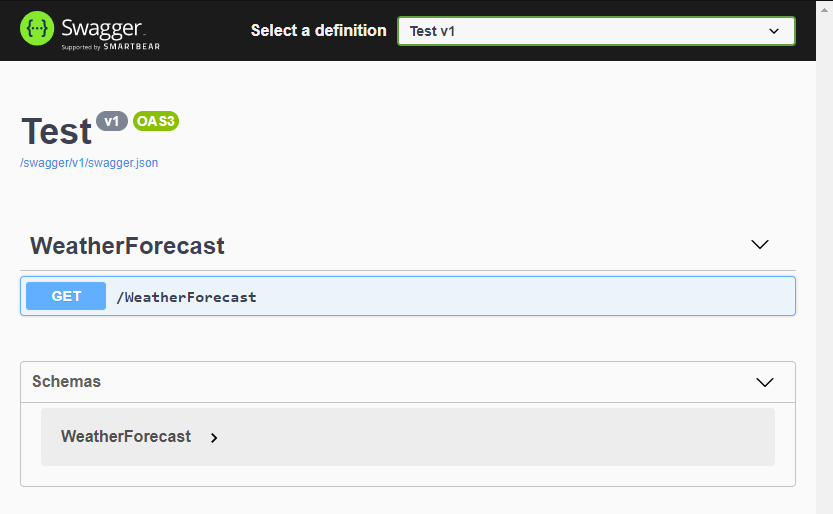 Swagger
Supported by SMARTBEAR
Select a definition
Test v1
Test v1 OAS3
/swagger/v1/swagger.json
WeatherForecast
GET /WeatherForecast
Schemas
WeatherForecast